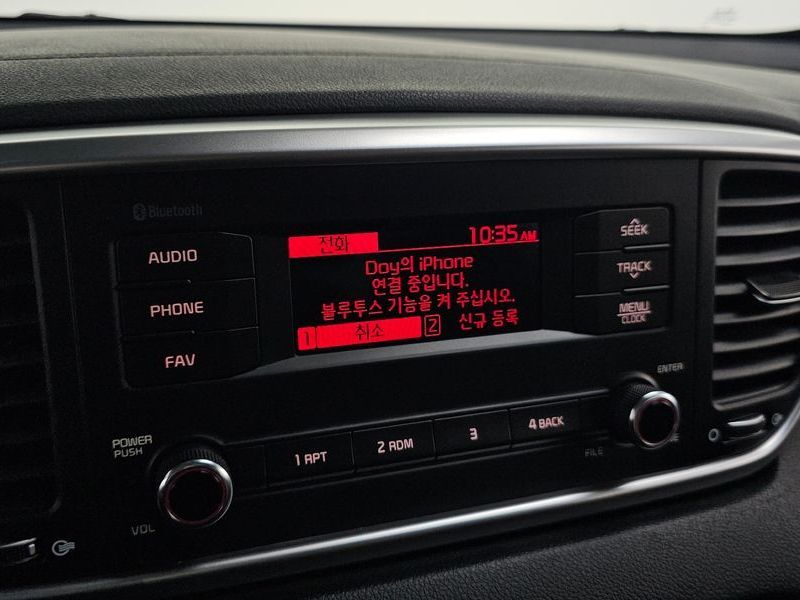 Bluetooth
AUDIO
PHONE
FAV
전화 10:35 AM
Doy의 iPhone
연결 중입니다.
블루투스 기능을 켜 주십시오.
1 취소 2 신규 등록
SEEK
TRACK
MENU
CLOCK
POWER
PUSH
VOL
1 RPT
2 RDM
3
4 BACK
ENTER
FILE